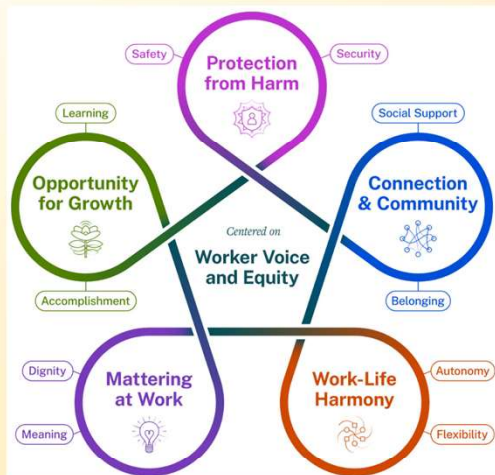 Safety
Security
Protection
from Harm
Learning
Social Support
Opportunity
for Growth
Connection
& Community
Centered on
Worker Voice
and Equity
Accomplishment
Belonging
Dignity
Autonomy
Mattering
at Work
Work-Life
Harmony
Meaning
Flexibility